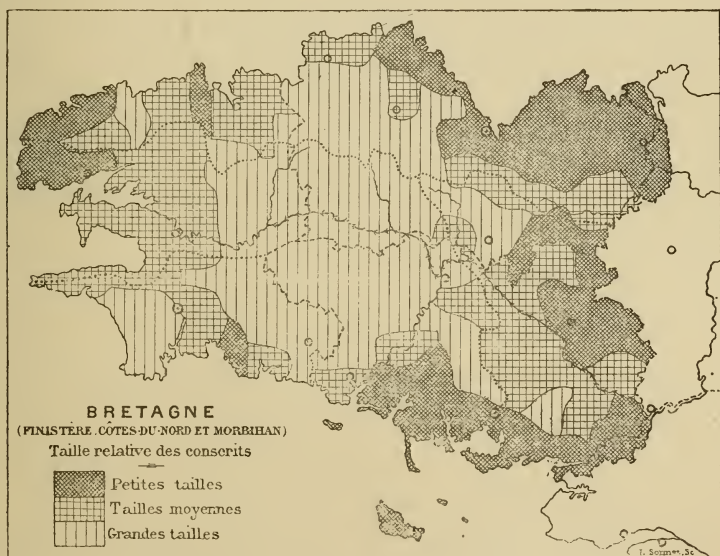 BRETAGNE
(FINISTÈRE.CÔTES-DU-NORD ET MORBIHAN)
Taille relative des conscrits
Petites tailles
Tailles moyennes
Grandes tailles